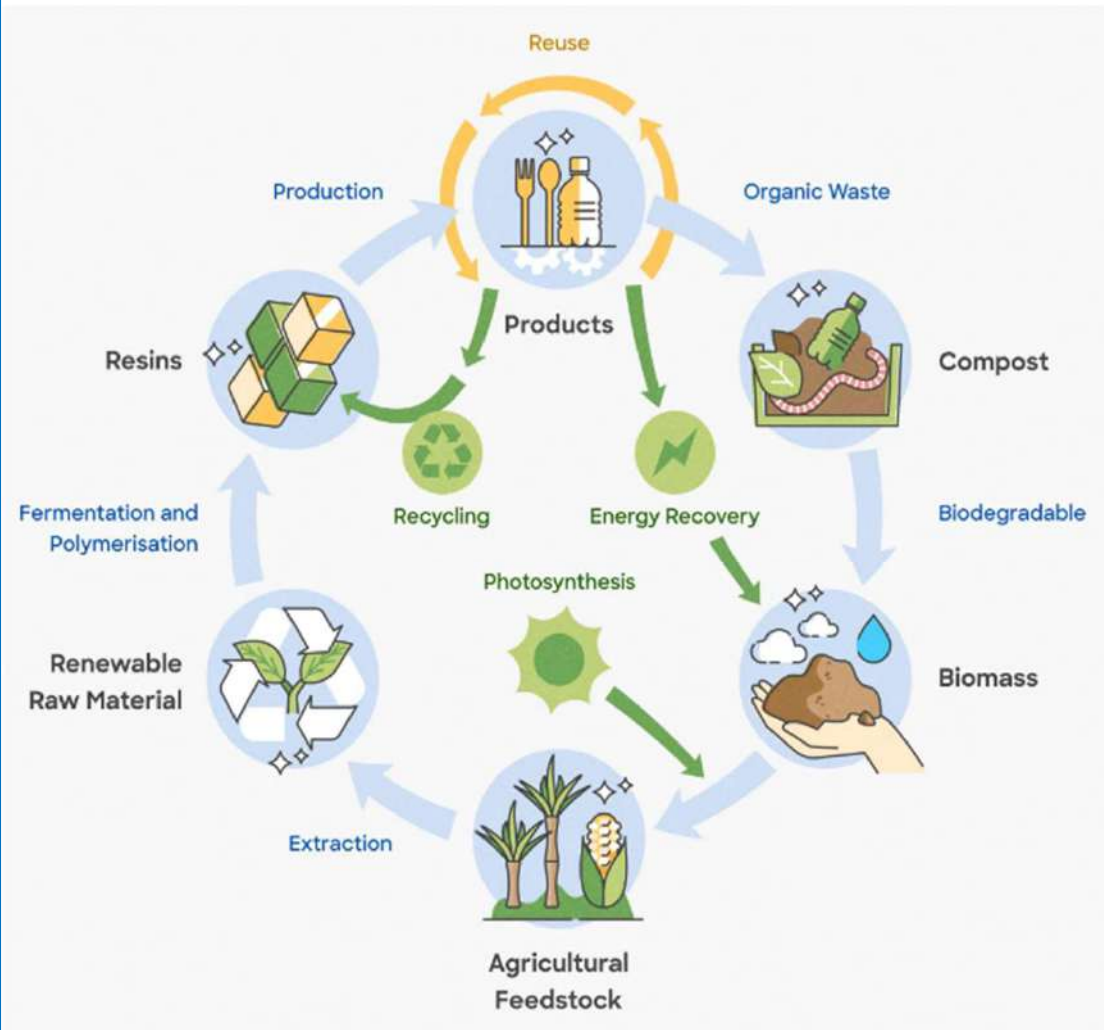 Reuse
Production
Organic Waste
Products
Resins
Compost
Recycling
Energy Recovery
Fermentation and
Polymerisation
Biodegradable
Photosynthesis
Renewable
Raw Material
Biomass
Extraction
Agricultural
Feedstock